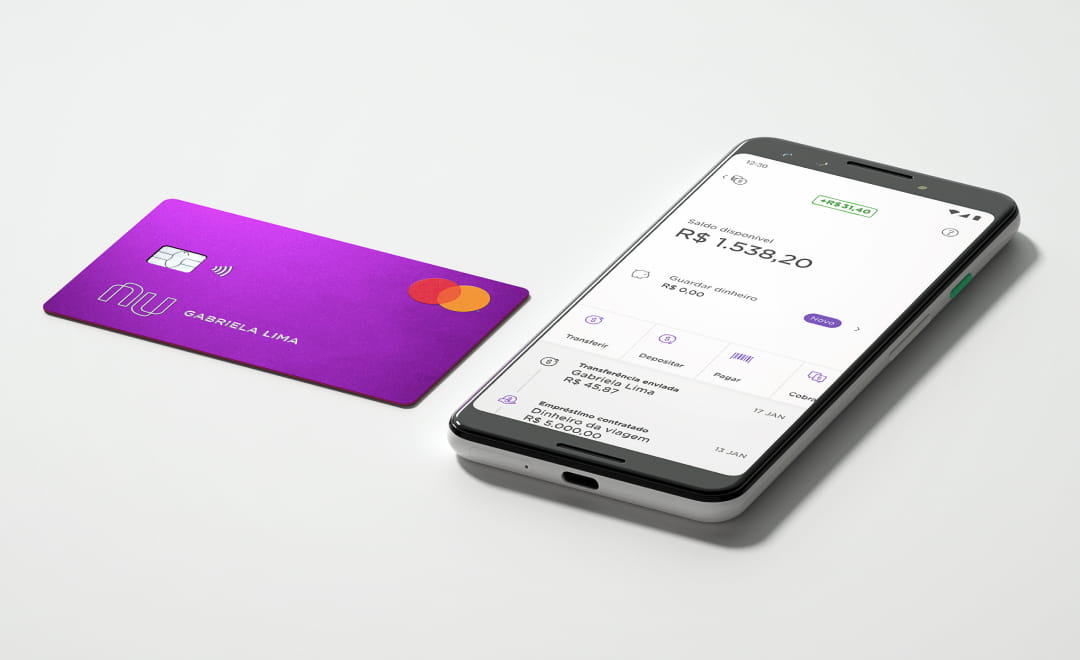 nu
GABRIELA LIMA
12:30
+R$ 31,40
Saldo disponível
R$ 1.538,20
Guardar dinheiro
R$ 0,00
Novo
Transferir
Depositar
Pagar
Transferência enviada
Gabriela Lima
R$ 45,87
17 JAN
Empréstimo contratado
Dinheiro da viagem
R$ 5.000,00
13 JAN